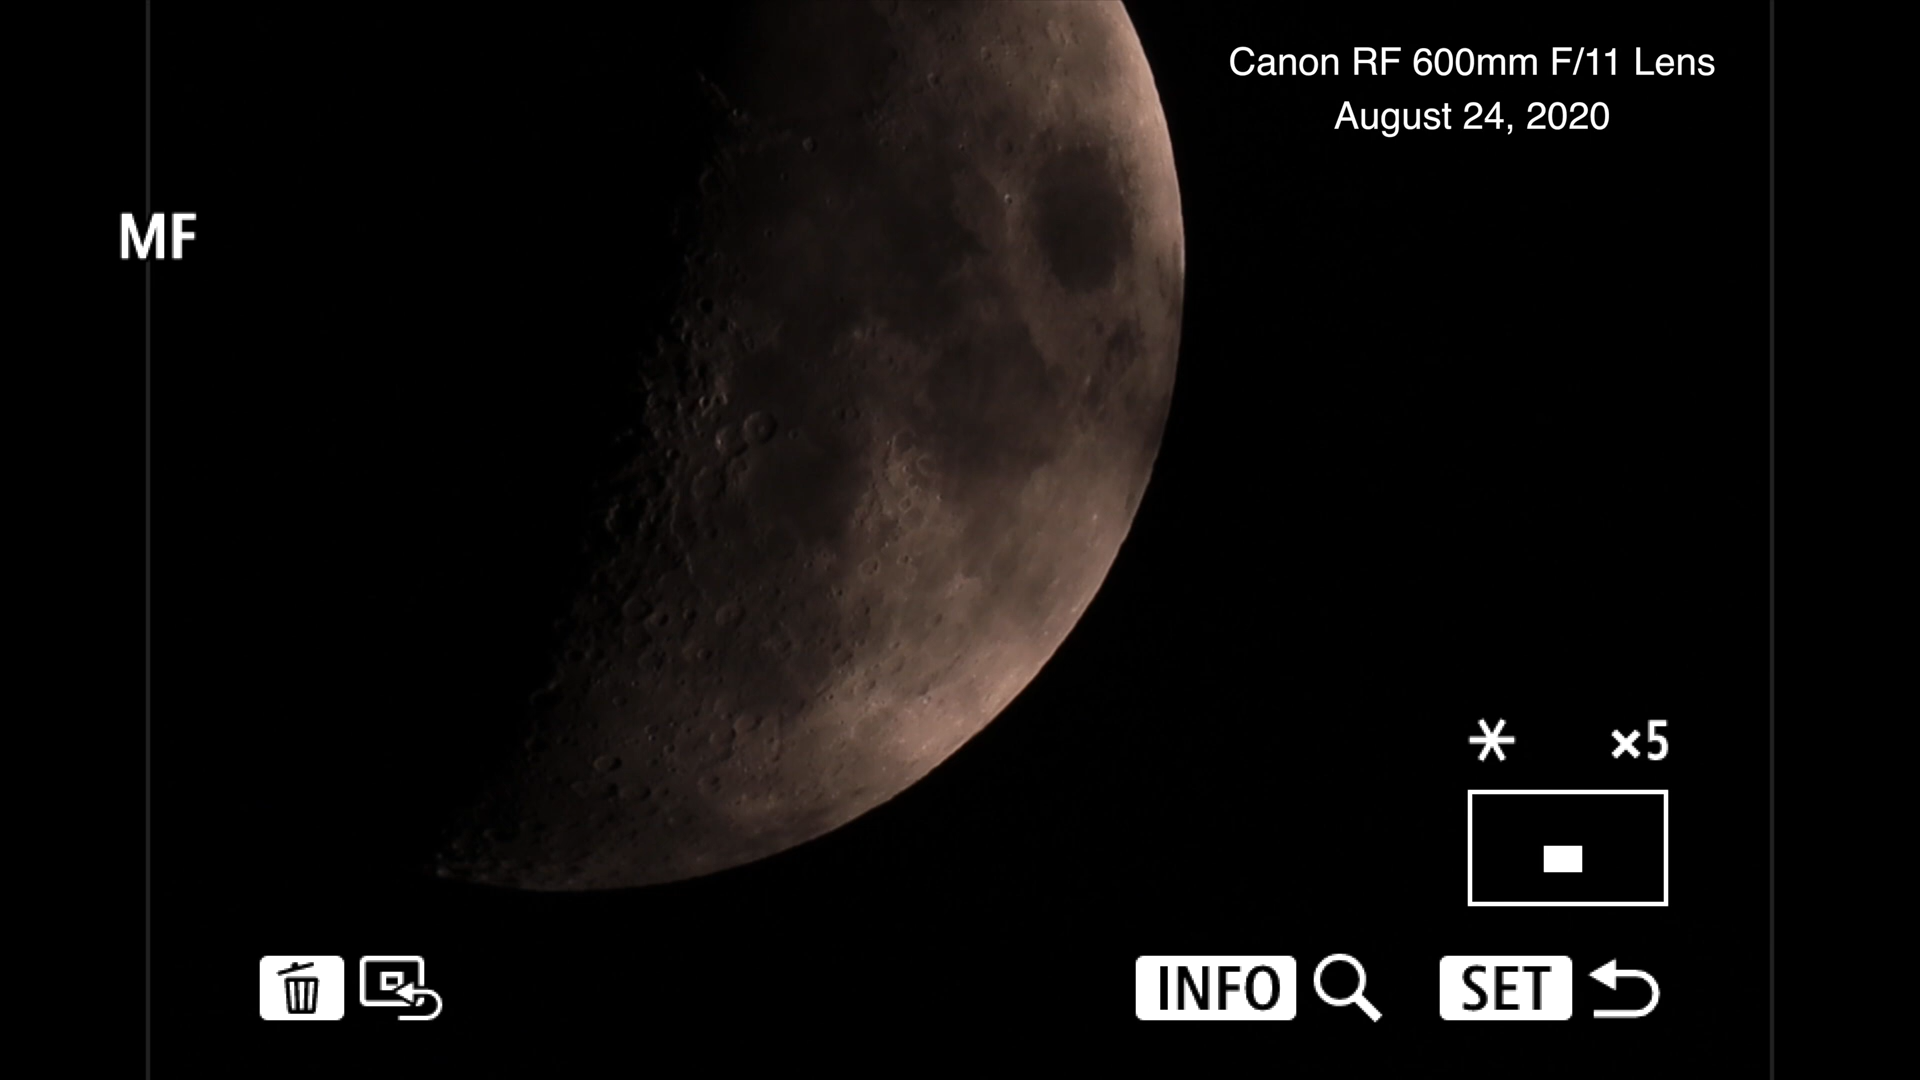 Canon RF 600mm F/11 Lens
August 24, 2020
MF
×5
INFO
SET